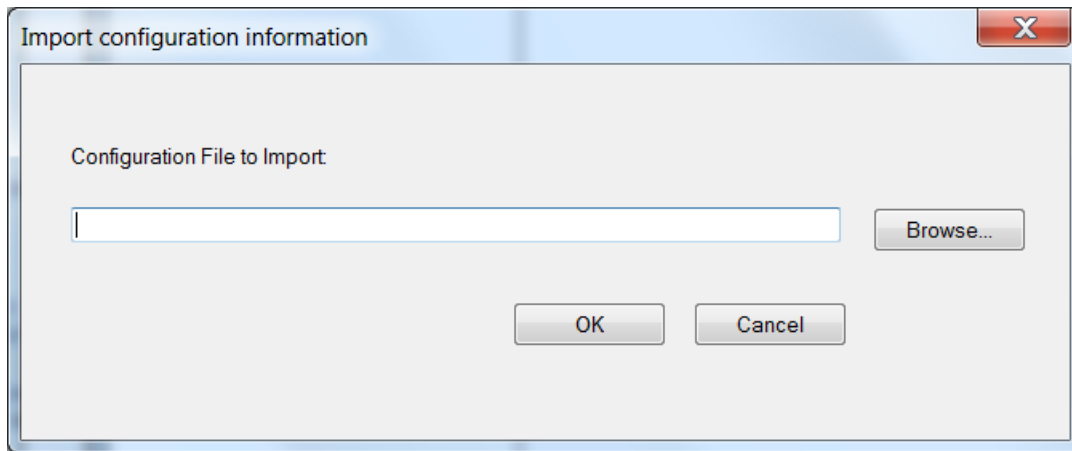 Import configuration information
Configuration File to Import:
Browse...
OK
Cancel